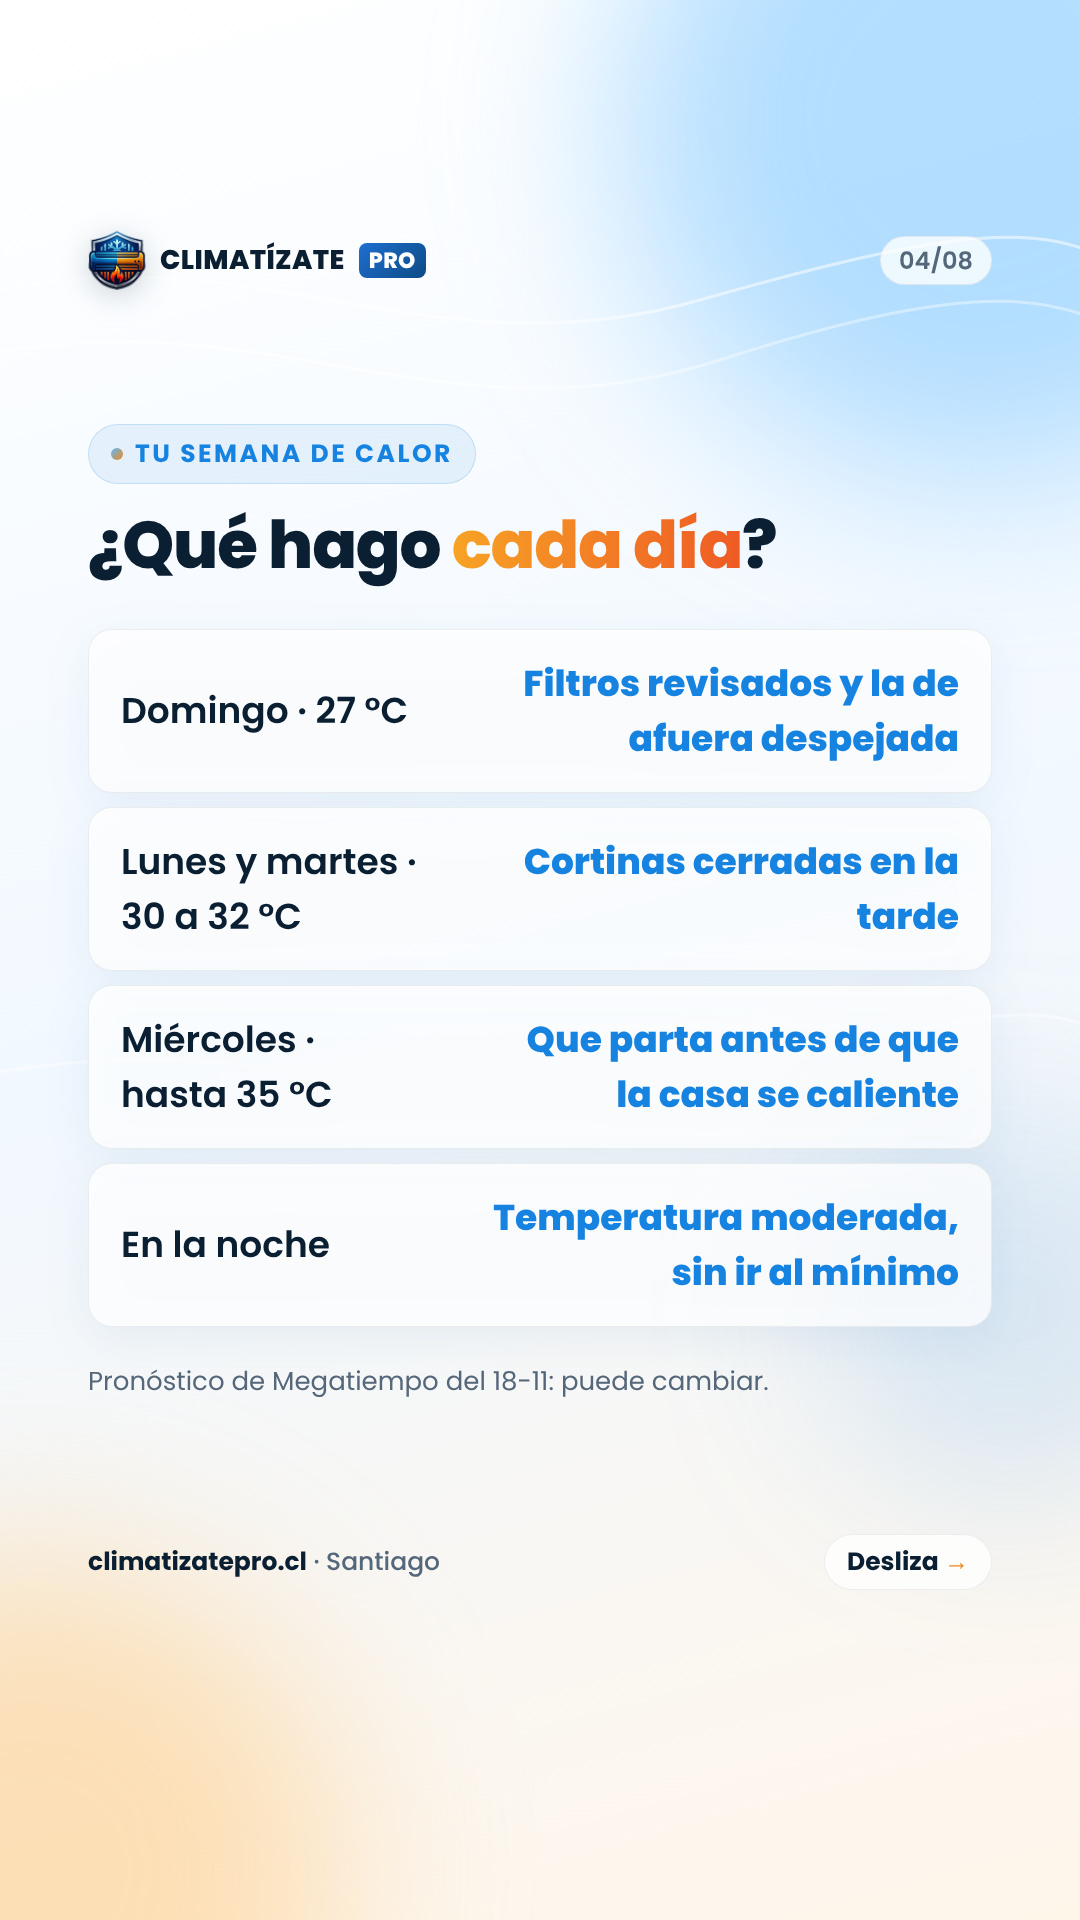 CLIMATÍZATE PRO
04/08
TU SEMANA DE CALOR
¿Qué hago cada día?
Domingo · 27 °C
Filtros revisados y la de
afuera despejada
Lunes y martes ·
30 a 32 °C
Cortinas cerradas en la
tarde
Miércoles ·
hasta 35 °C
Que parta antes de que
la casa se caliente
En la noche
Temperatura moderada,
sin ir al mínimo
Pronóstico de Megatiempo del 18-11: puede cambiar.
climatizatepro.cl · Santiago
Desliza →